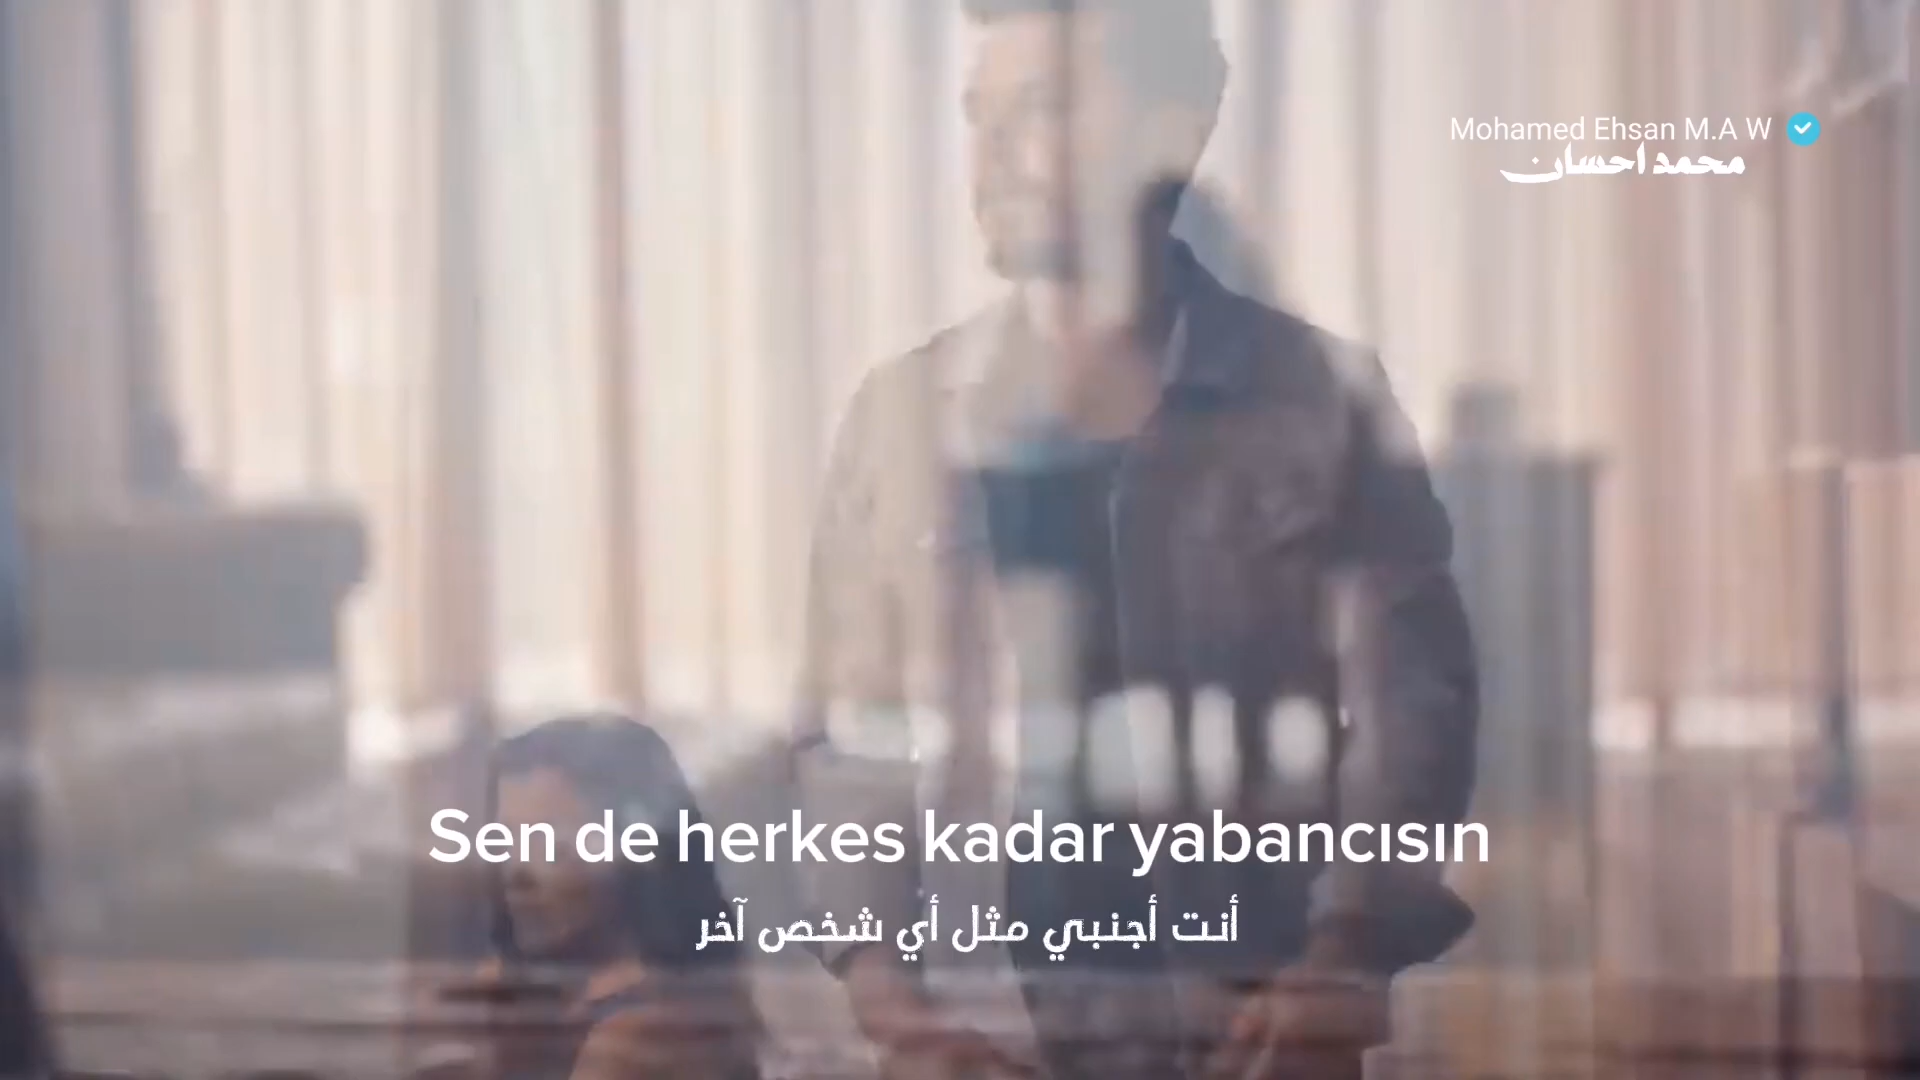 Mohamed Ehsan M.A W
محمد احسان
Sen de herkes kadar yabancısın
أنت أجنبي مثل أي شخص آخر